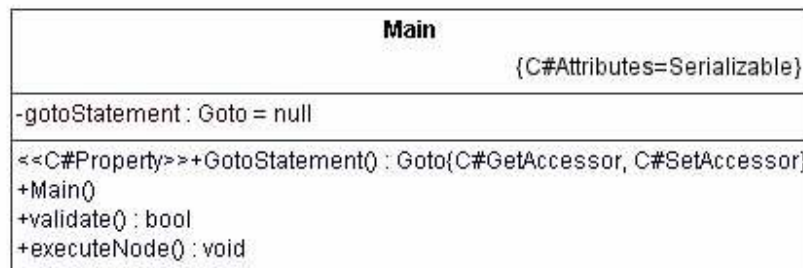 Main
{C#Attributes=Serializable}
-gotoStatement : Goto = null
<<C#Property>>+GotoStatement() : Goto{C#GetAccessor, C#SetAccessor}
+Main()
+validate() : bool
+executeNode() : void